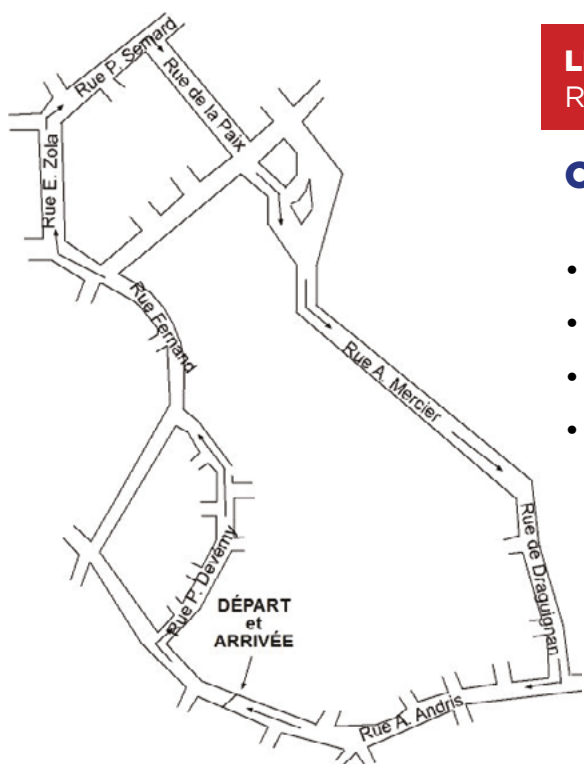 Rue P. Semard
Rue de la Paix
Rue E. Zola
Rue Fernand
Rue A. Mercier
Rue de Draguignan
Rue P. Devémy
DÉPART
et
ARRIVÉE
Rue A. Andris
L
R
C
•
•
•
•